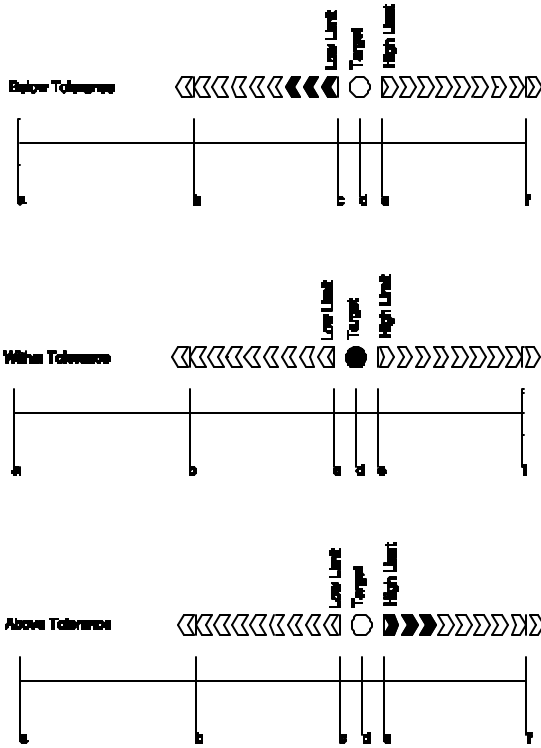 Low Limit
Target
High Limit
Below Tolerance
a b c d e f
Low Limit
Target
High Limit
Within Tolerance
a b c d e f
Low Limit
Target
High Limit
Above Tolerance
a b c d e f